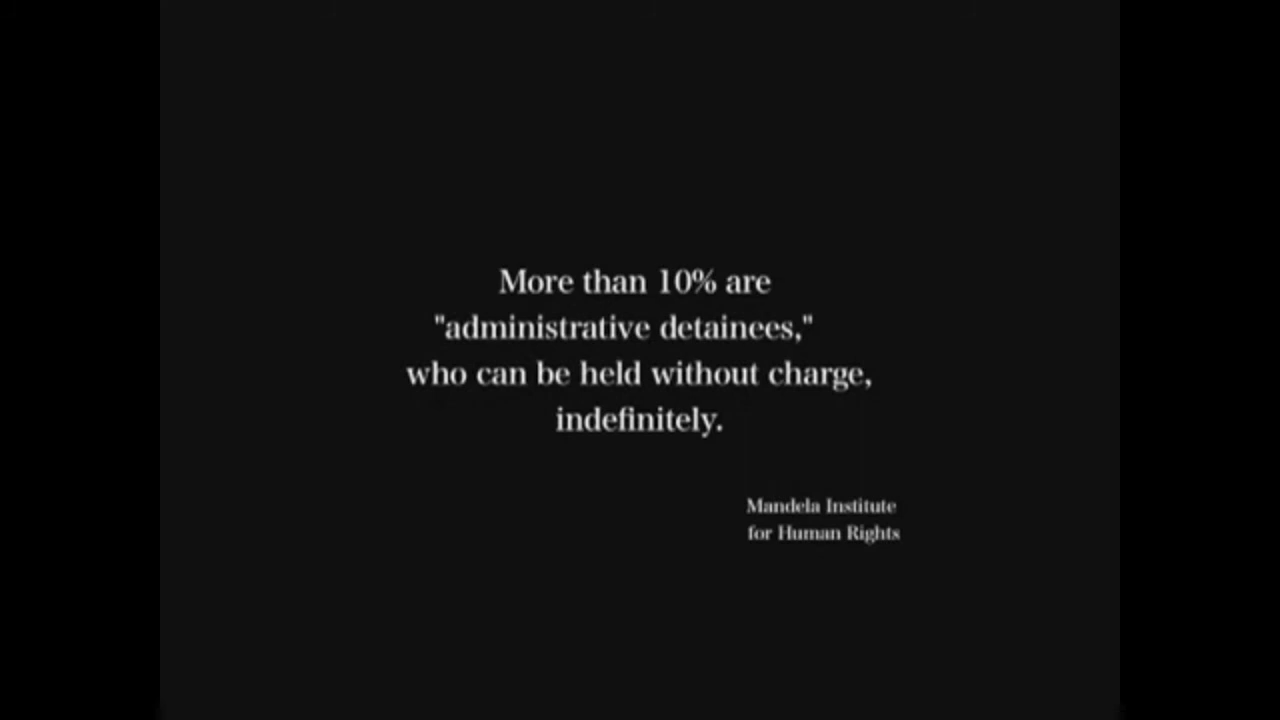 More than 10% are
"administrative detainees,"
who can be held without charge,
indefinitely.
Mandela Institute
for Human Rights